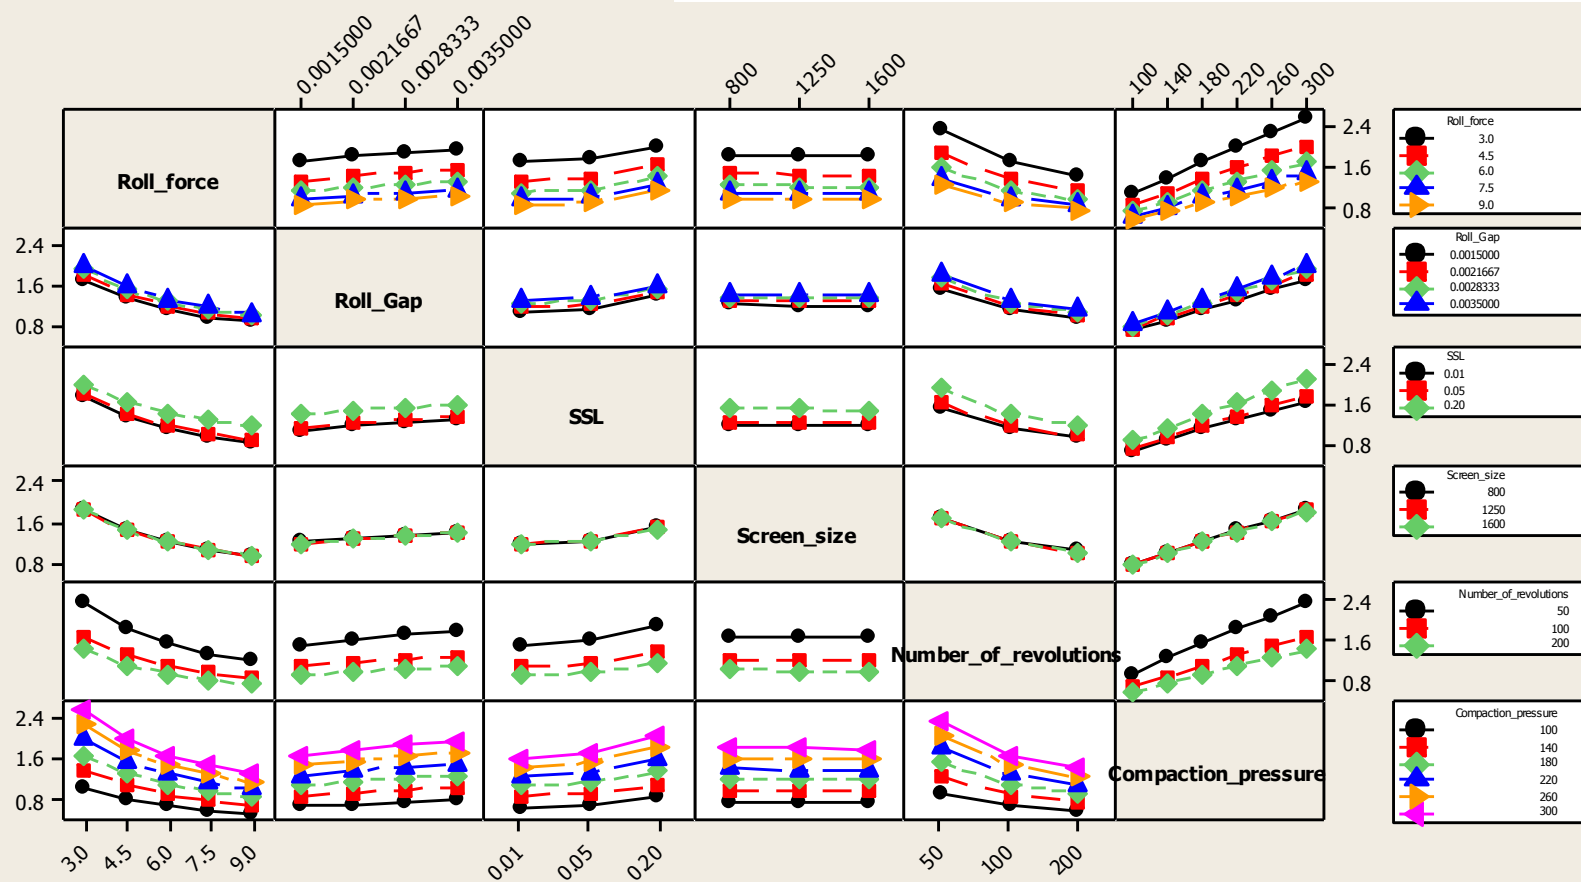 0.0015000 0.0021667 0.0028333 0.0035000
800 1250 1600
100 140 180 220 260 300
Roll_force
2.4
1.6
0.8
Roll_force
3.0
4.5
6.0
7.5
9.0
2.4
1.6
0.8
Roll_Gap
Roll_Gap
0.0015000
0.0021667
0.0028333
0.0035000
SSL
2.4
1.6
0.8
SSL
0.01
0.05
0.20
2.4
1.6
0.8
Screen_size
Screen_size
800
1250
1600
Number_of_revolutions
2.4
1.6
0.8
Number_of_revolutions
50
100
200
2.4
1.6
0.8
Compaction_pressure
Compaction_pressure
100
140
180
220
260
300
3.0 4.5 6.0 7.5 9.0
0.01 0.05 020
50 100 200